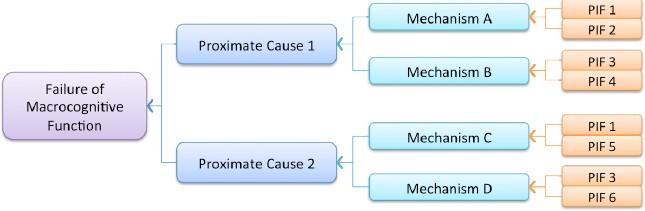 Failure of
Macrocognitive
Function
Proximate Cause 1
Mechanism A
PIF 1
PIF 2
Mechanism B
PIF 3
PIF 4
Proximate Cause 2
Mechanism C
PIF 1
PIF 5
Mechanism D
PIF 3
PIF 6